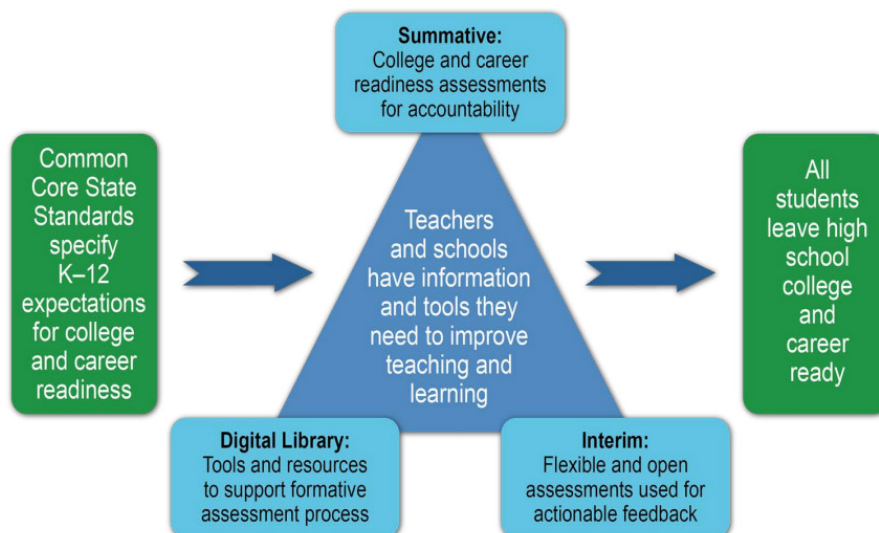 Summative:
College and career
readiness assessments
for accountability
Common
Core State
Standards
specify
K–12
expectations
for college
and career
readiness
Teachers
and schools
have information
and tools they
need to improve
teaching and
learning
All
students
leave high
school
college
and
career
ready
Digital Library:
Tools and resources
to support formative
assessment process
Interim:
Flexible and open
assessments used for
actionable feedback